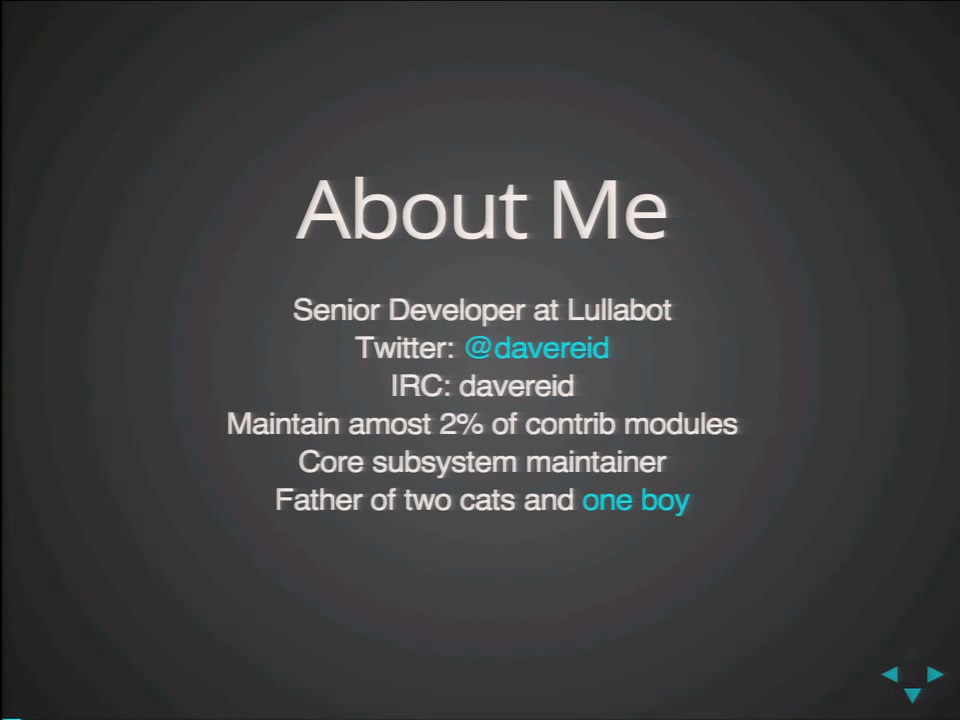 About Me
Senior Developer at Lullabot
Twitter: @davereid
IRC: davereid
Maintain amost 2% of contrib modules
Core subsystem maintainer
Father of two cats and one boy